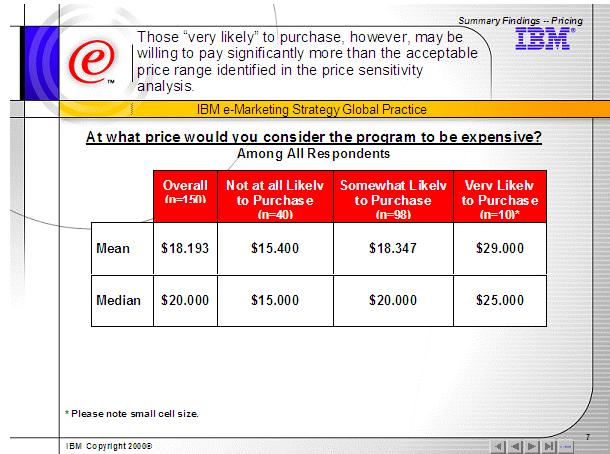 Summary Findings -- Pricing
Those “very likely” to purchase, however, may be
willing to pay significantly more than the acceptable
price range identified in the price sensitivity
analysis.
IBM®
e™
IBM e-Marketing Strategy Global Practice
At what price would you consider the program to be expensive?
Among All Respondents
Overall (n=150)
Not at all Likely to Purchase (n=40)
Somewhat Likely to Purchase (n=98)
Very Likely to Purchase (n=10)*
Mean $18.193 $15.400 $18.347 $29.000
Median $20.000 $15.000 $20.000 $25.000
* Please note small cell size.
7
IBM Copyright 2000®